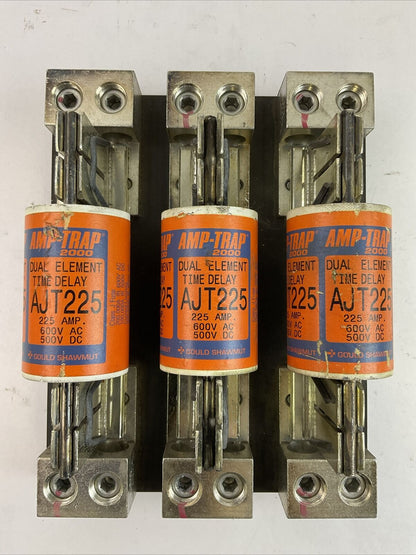 AMP-TRAP
2000
DUAL ELEMENT
TIME DELAY
AJT225
225 AMP.
600V AC
500V DC
GOULD SHAWMUT
AMP-TRAP
2000
DUAL ELEMENT
TIME DELAY
AJT225
225 AMP.
600V AC
500V DC
GOULD SHAWMUT
AMP-TRAP
2000
DUAL ELEMENT
TIME DELAY
AJT225
225 AMP.
600V AC
500V DC
GOULD SHAWMUT